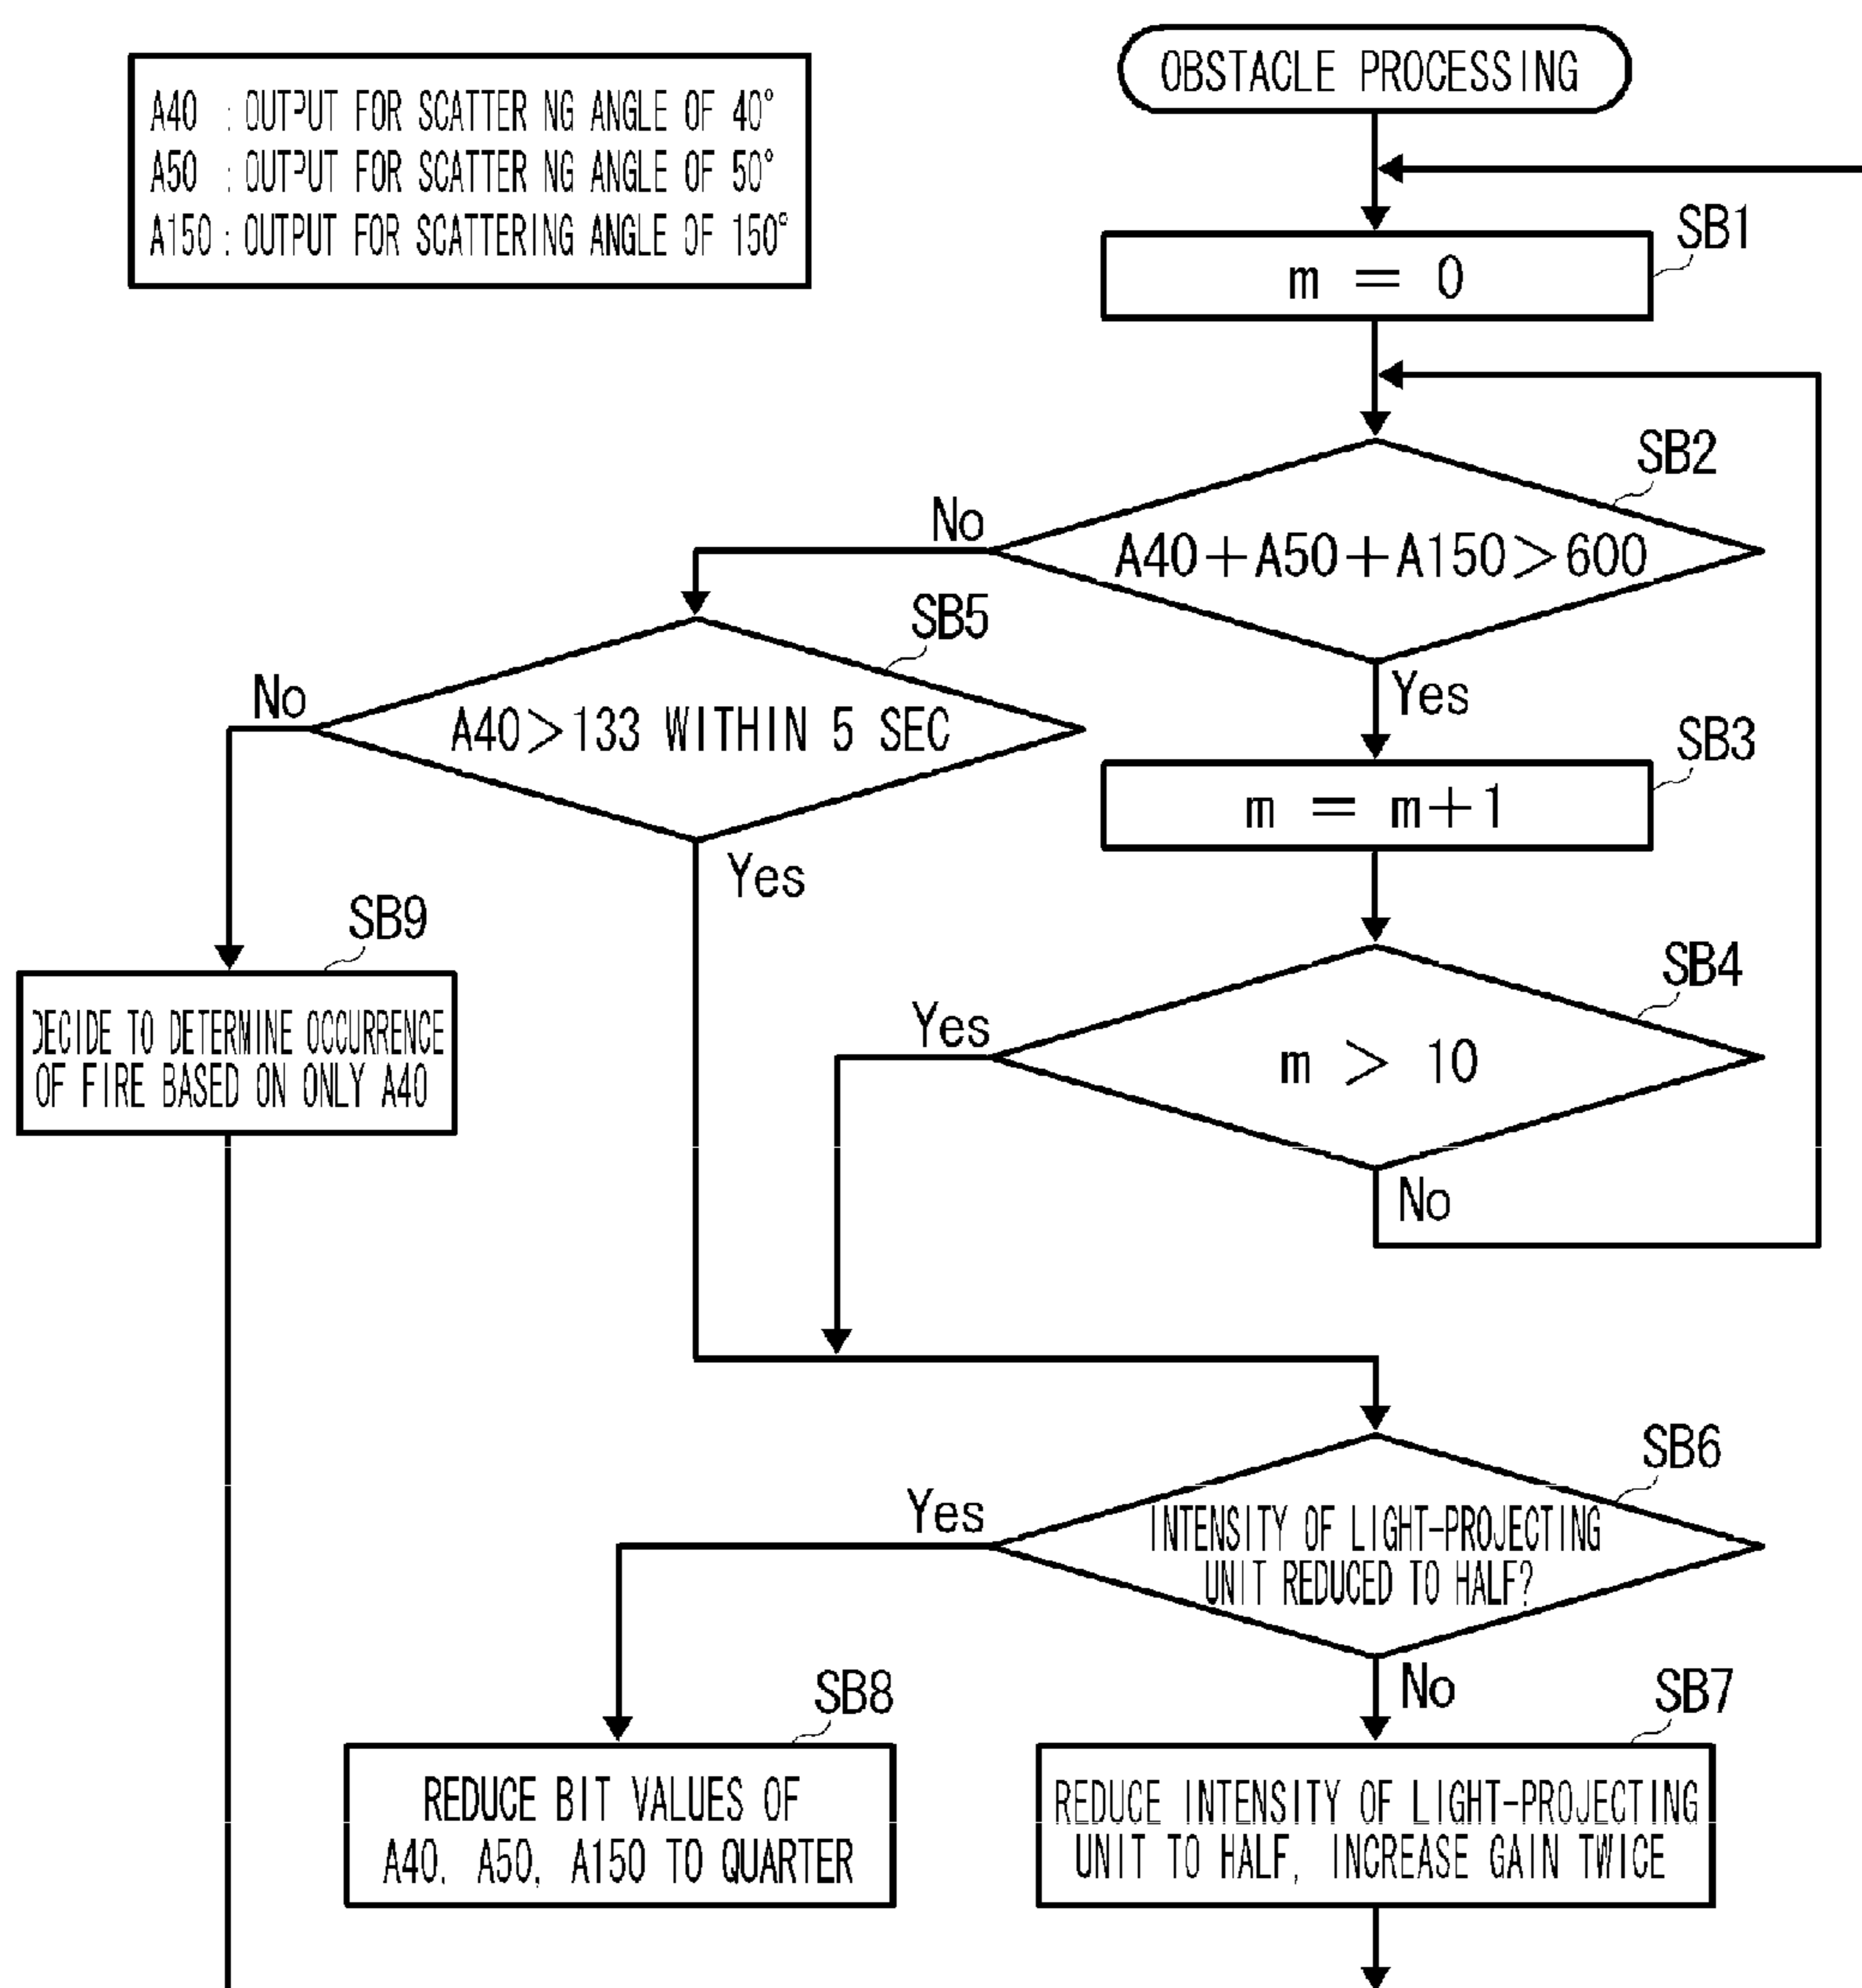 A40 : OUTPUT FOR SCATTER NG ANGLE OF 40°
A50 : OUTPUT FOR SCATTER NG ANGLE OF 50°
A150 : OUTPUT FOR SCATTERING ANGLE OF 150°
OBSTACLE PROCESSING
SB1
m = 0
SB2
No
A40+A50+A150>600
Yes
SB5
No
A40>133 WITHIN 5 SEC
Yes
SB3
m = m+1
SB9
DECIDE TO DETERMINE OCCURRENCE
OF FIRE BASED ON ONLY A40
SB4
Yes
m > 10
No
SB6
Yes
INTENSITY OF LIGHT-PROJECTING
UNIT REDUCED TO HALF?
No
SB8
REDUCE BIT VALUES OF
A40, A50, A150 TO QUARTER
SB7
REDUCE INTENSITY OF LIGHT-PROJECTING
UNIT TO HALF, INCREASE GAIN TWICE